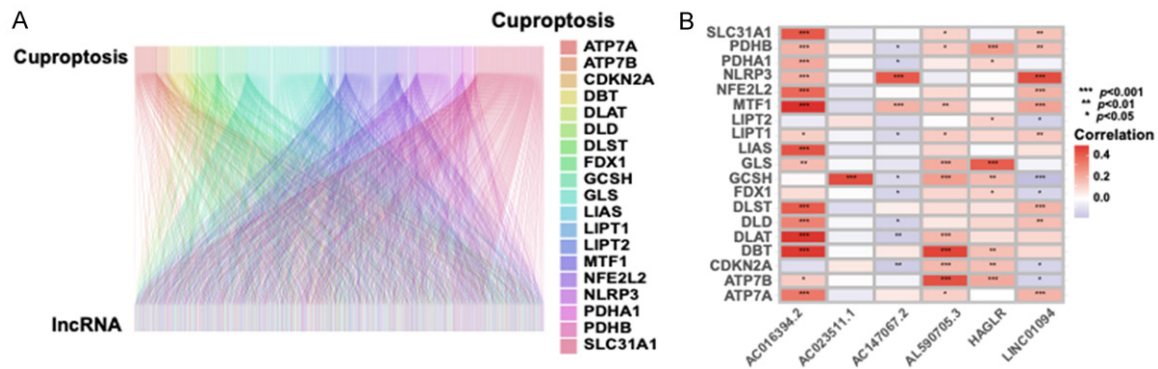 A
Cuproptosis
Cuproptosis
lncRNA
ATP7A
ATP7B
CDKN2A
DBT
DLAT
DLD
DLST
FDX1
GCSH
GLS
LIAS
LIPT1
LIPT2
MTF1
NFE2L2
NLRP3
PDHA1
PDHB
SLC31A1
B
SLC31A1 *** * **
PDHB *** * * *** **
PDHA1 *** * *
NLRP3 *** *** ***
NFE2L2 *** ***
MTF1 *** *** ** ***
LIPT2 * *
LIPT1 * * * **
LIAS ***
GLS ** *** ***
GCSH *** * *** ** ***
FDX1 * * *
DLST *** ***
DLD *** * **
DLAT *** ** ***
DBT *** *** **
CDKN2A ** *** ** *
ATP7B * *** *** *
ATP7A *** * ***
AC016394.2
AC023511.1
AC147067.2
AL590705.3
HAGLR
LINC01094
*** p<0.001
** p<0.01
* p<0.05
Correlation
0.4
0.2
0.0